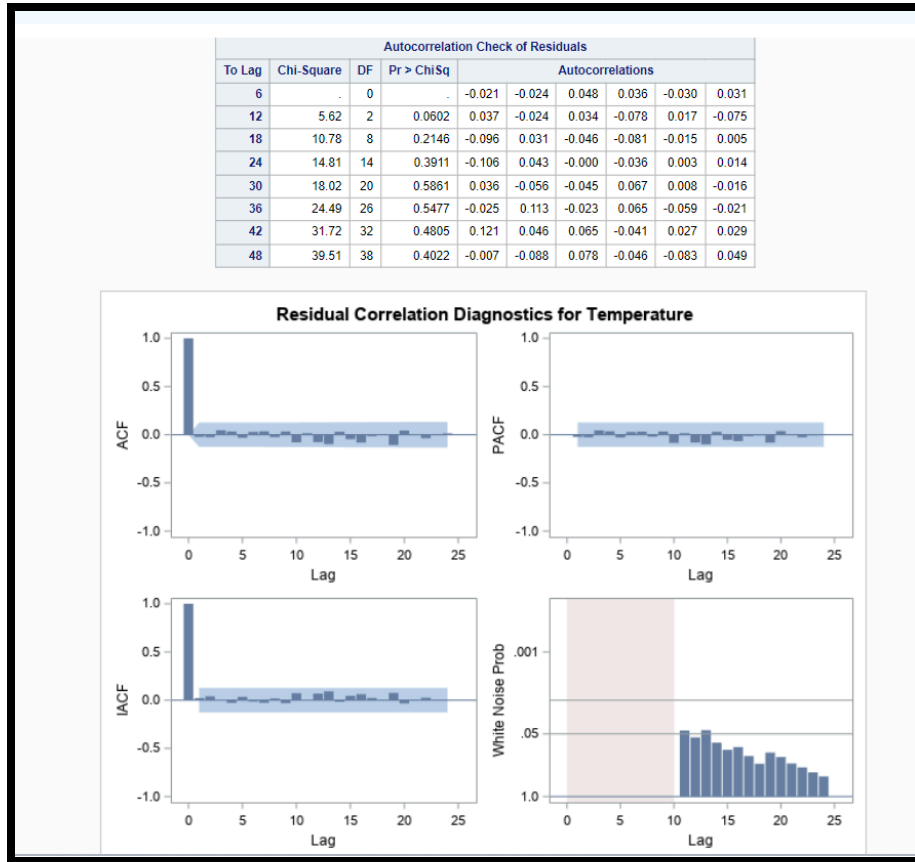 Autocorrelation Check of Residuals
To Lag Chi-Square DF Pr > ChiSq Autocorrelations
6 . 0 . -0.021 -0.024 0.048 0.036 -0.030 0.031
12 5.62 2 0.0602 0.037 -0.024 0.034 -0.078 0.017 -0.075
18 10.78 8 0.2146 -0.096 0.031 -0.046 -0.081 -0.015 0.005
24 14.81 14 0.3911 -0.106 0.043 -0.000 -0.036 0.003 0.014
30 18.02 20 0.5861 0.036 -0.056 -0.045 0.067 0.008 -0.016
36 24.49 26 0.5477 -0.025 0.113 -0.023 0.065 -0.059 -0.021
42 31.72 32 0.4805 0.121 0.046 0.065 -0.041 0.027 0.029
48 39.51 38 0.4022 -0.007 -0.088 0.078 -0.046 -0.083 0.049
Residual Correlation Diagnostics for Temperature
ACF
1.0
0.5
0.0
-0.5
-1.0
0 5 10 15 20 25
Lag
PACF
1.0
0.5
0.0
-0.5
-1.0
0 5 10 15 20 25
Lag
IACF
1.0
0.5
0.0
-0.5
-1.0
0 5 10 15 20 25
Lag
White Noise Prob
.001
.05
1.0
0 5 10 15 20 25
Lag